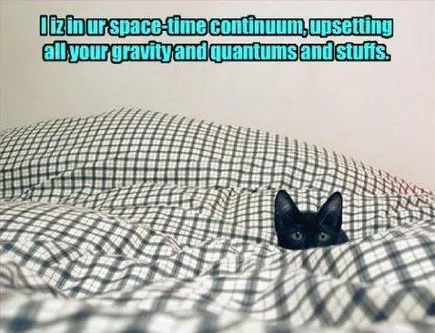 I iz in ur space-time continuum, upsetting
all your gravity and quantums and stuffs.